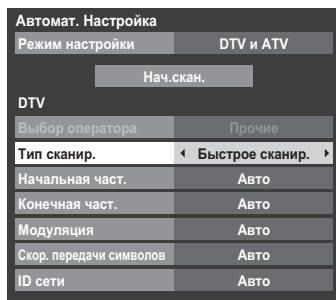 Автомат. Настройка
Режим настройки DTV и ATV
Нач.скан.
DTV
Выбор оператора Прочие
Тип сканир. Быстрое сканир.
Начальная част. Авто
Конечная част. Авто
Модуляция Авто
Скор. передачи символов Авто
ID сети Авто